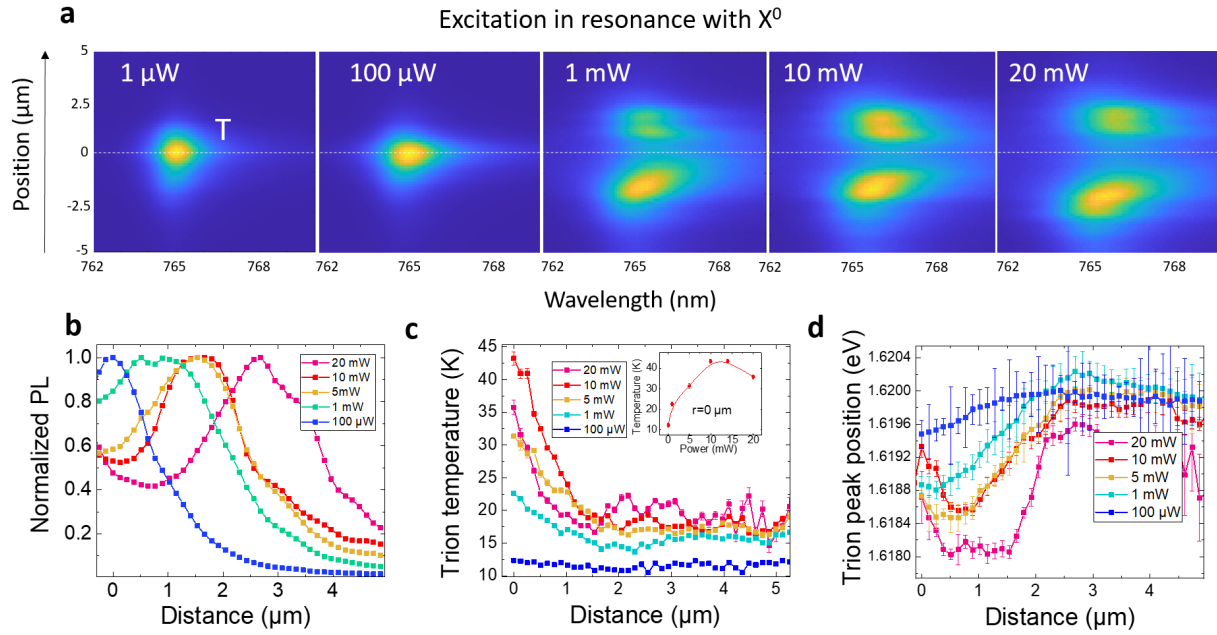 a
Excitation in resonance with X⁰
Position (µm)
5
2.5
0
-2.5
-5
1 µW
T
100 µW
1 mW
10 mW
20 mW
762 765 768 762 765 768 762 765 768 762 765 768 762 765 768
Wavelength (nm)
b
Normalized PL
1.0
0.8
0.6
0.4
0.2
20 mW
10 mW
5mW
1 mW
100 µW
0 1 2 3 4
Distance (µm)
c
Trion temperature (K)
45
40
35
30
25
20
15
10
20 mW
10 mW
5 mW
1 mW
100 µW
Temperature (K)
40
30
20
10
r=0 µm
0 10 20
Power (mW)
0 1 2 3 4 5
Distance (µm)
d
Trion peak position (eV)
1.6204
1.6200
1.6196
1.6192
1.6188
1.6184
1.6180
20 mW
10 mW
5 mW
1 mW
100 µW
0 1 2 3 4
Distance (µm)